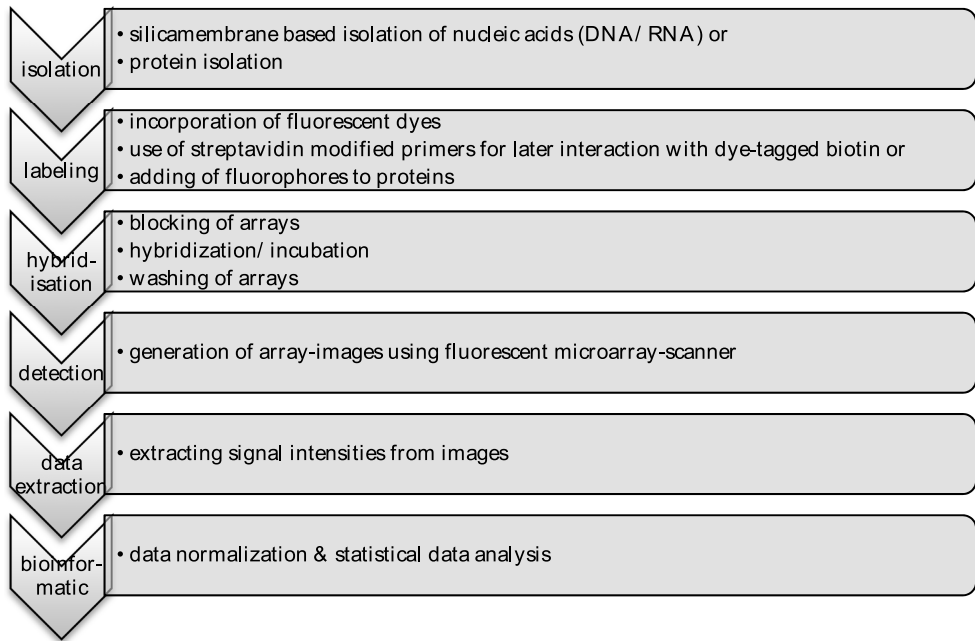 isolation
• silicamembrane based isolation of nucleic acids (DNA/ RNA) or
• protein isolation
labeling
• incorporation of fluorescent dyes
• use of streptavidin modified primers for later interaction with dye-tagged biotin or
• adding of fluorophores to proteins
hybrid-
isation
• blocking of arrays
• hybridization/ incubation
• washing of arrays
detection
• generation of array-images using fluorescent microarray-scanner
data
extraction
• extracting signal intensities from images
bioinfor-
matic
• data normalization & statistical data analysis